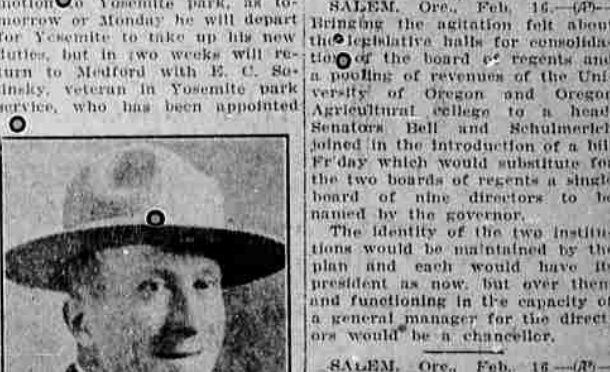 motion to Yosemite park, as to-
morrow or Monday he will depart
for Yosemite to take up his new
duties, but in two weeks will re-
turn to Medford with E. C. So-
linsky, veteran in Yosemite park
service, who has been appointed
SALEM, Ore., Feb. 16.—(AP)—
Bringing the agitation felt about
the legislative halls for consolida-
tion of the board of regents and
a pooling of revenues of the Uni-
versity of Oregon and Oregon
Agricultural college to a head
Senators Bell and Schulmerich
joined in the introduction of a bill
Fr'day which would substitute for
the two boards of regents a single
board of nine directors to be
named by the governor.
The identity of the two institu-
tions would be maintained by the
plan and each would have its
president as now, but over them
and functioning in the capacity of
a general manager for the direct-
ors would be a chancellor.
SALEM, Ore., Feb. 16—(AP)—